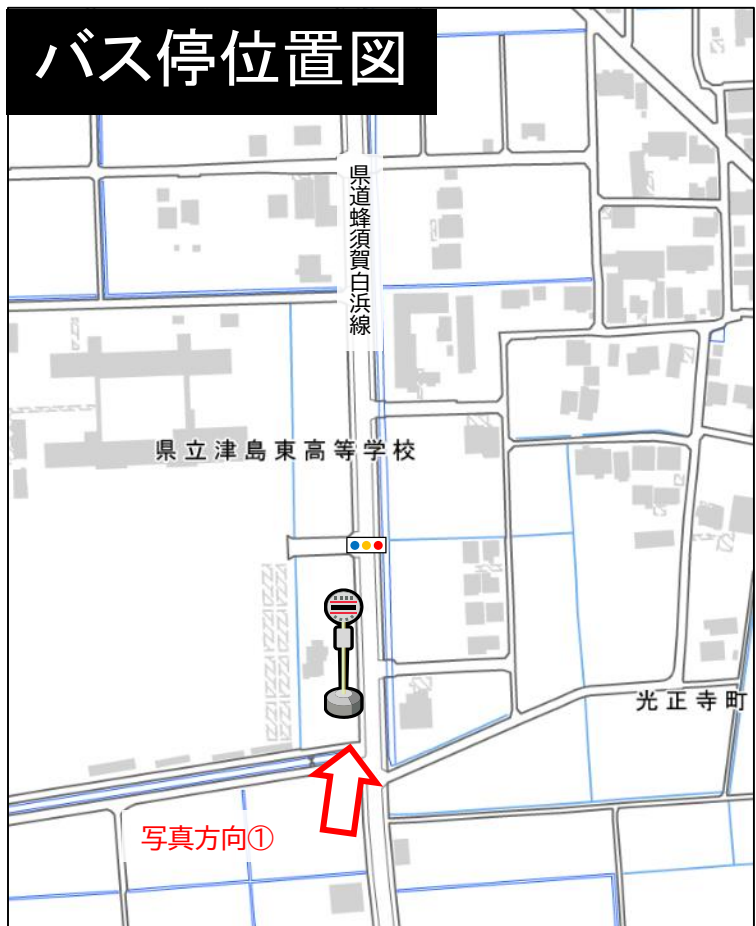 バス停位置図
県道蜂須賀白浜線
県立津島東高等学校
光正寺町
写真方向①